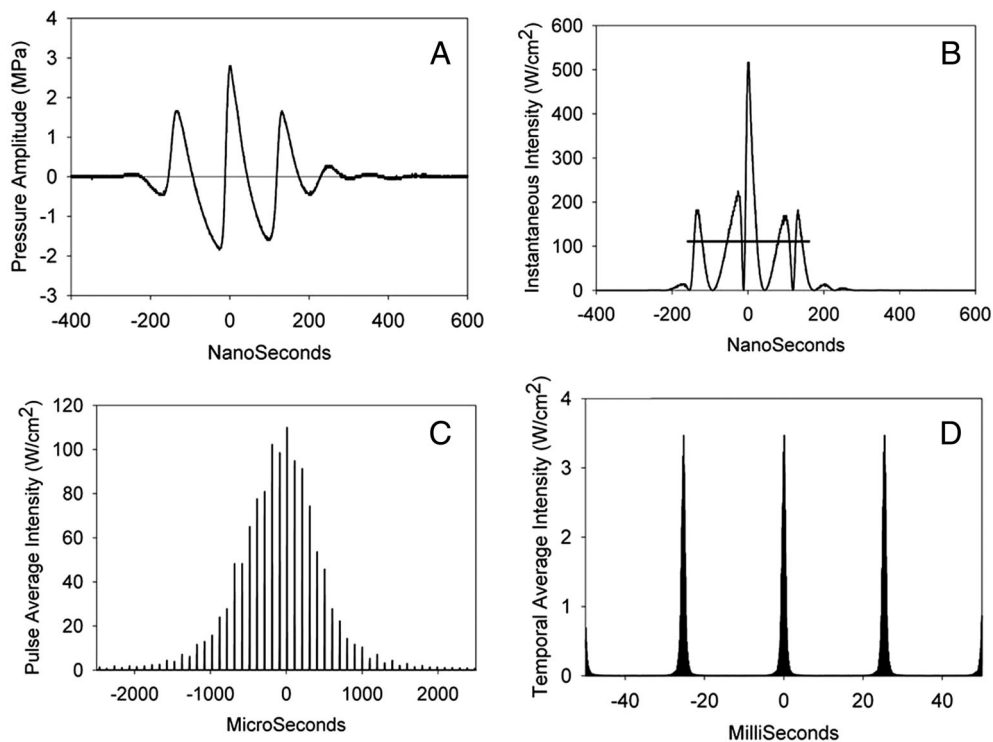 A
Pressure Amplitude (MPa)
4
3
2
1
0
-1
-2
-3
-400 -200 0 200 400 600
NanoSeconds
B
Instantaneous Intensity (W/cm²)
600
500
400
300
200
100
0
-400 -200 0 200 400 600
NanoSeconds
C
Pulse Average Intensity (W/cm²)
120
100
80
60
40
20
0
-2000 -1000 0 1000 2000
MicroSeconds
D
Temporal Average Intensity (W/cm²)
4
3
2
1
0
-40 -20 0 20 40
MilliSeconds